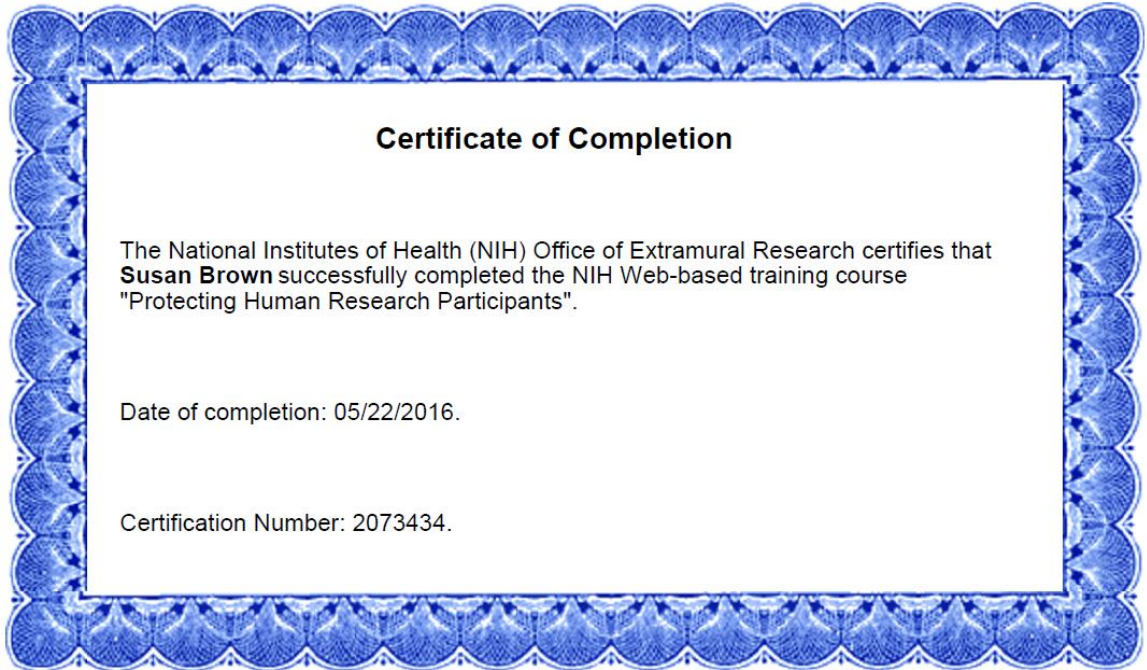 Certificate of Completion
The National Institutes of Health (NIH) Office of Extramural Research certifies that
Susan Brown successfully completed the NIH Web-based training course
"Protecting Human Research Participants".
Date of completion: 05/22/2016.
Certification Number: 2073434.